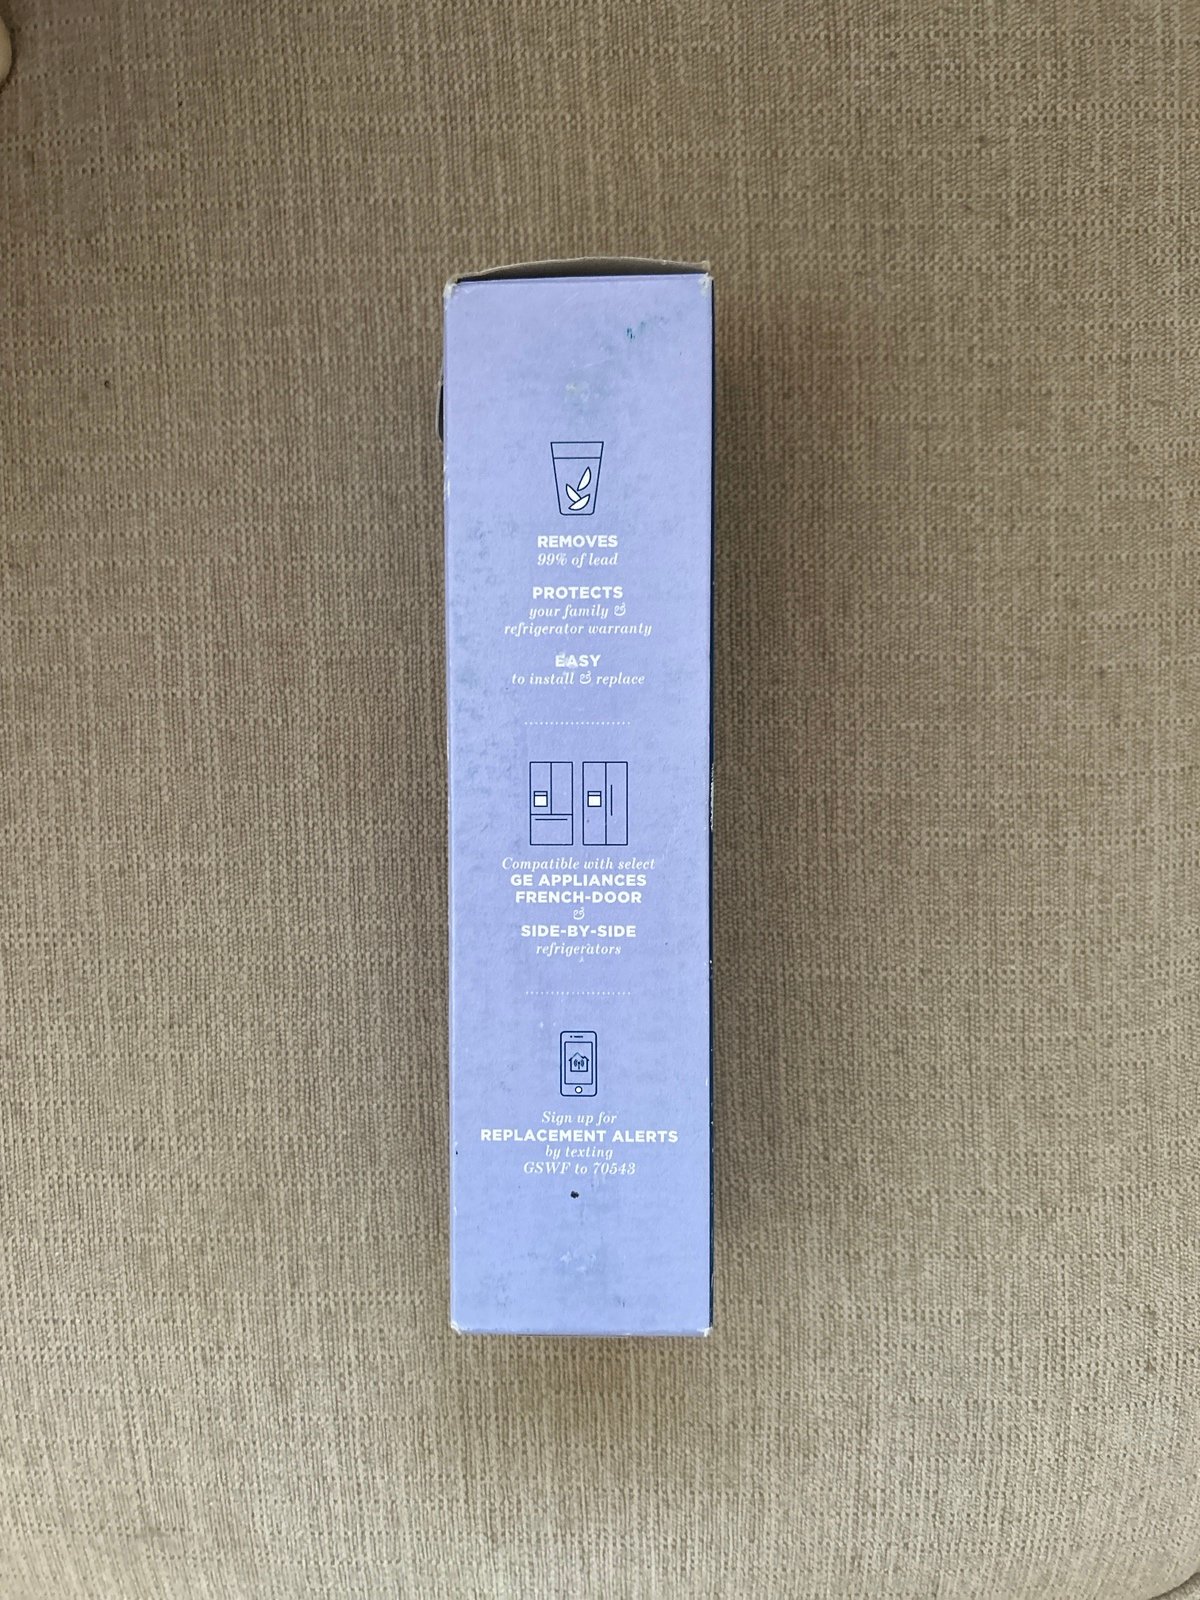 REMOVES
99% of lead
PROTECTS
your family &
refrigerator warranty
EASY
to install & replace
Compatible with select
GE APPLIANCES
FRENCH-DOOR
&
SIDE-BY-SIDE
refrigerators
Sign up for
REPLACEMENT ALERTS
by texting
GSWF to 70543